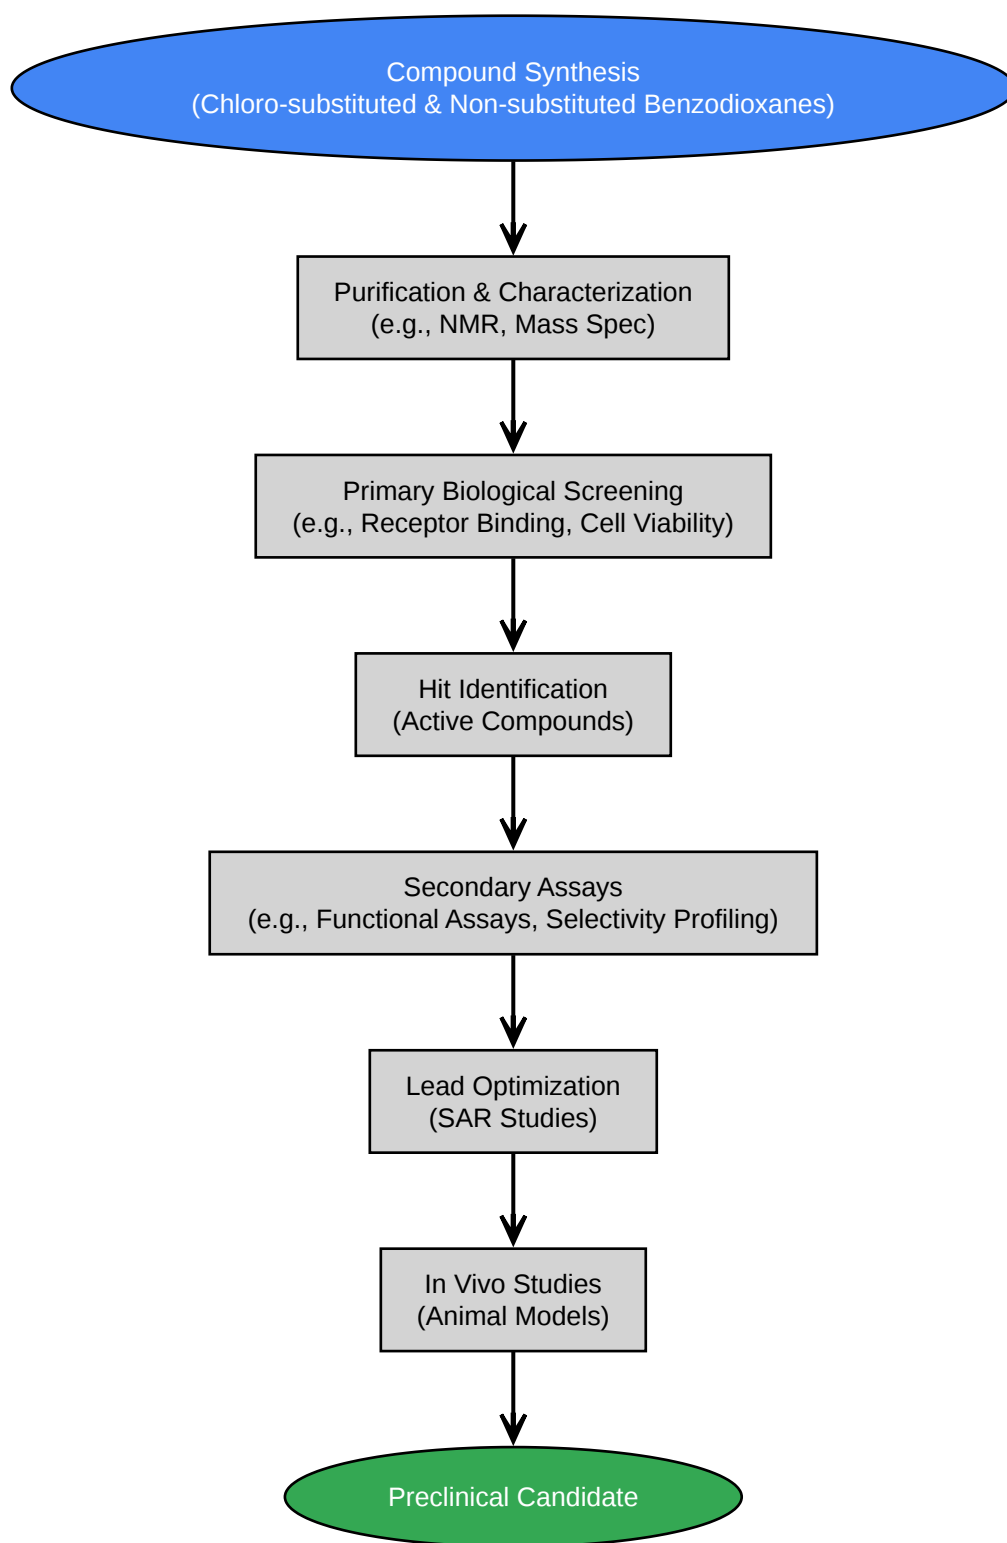 Compound Synthesis
(Chloro-substituted & Non-substituted Benzodioxanes)
Purification & Characterization
(e.g., NMR, Mass Spec)
Primary Biological Screening
(e.g., Receptor Binding, Cell Viability)
Hit Identification
(Active Compounds)
Secondary Assays
(e.g., Functional Assays, Selectivity Profiling)
Lead Optimization
(SAR Studies)
In Vivo Studies
(Animal Models)
Preclinical Candidate